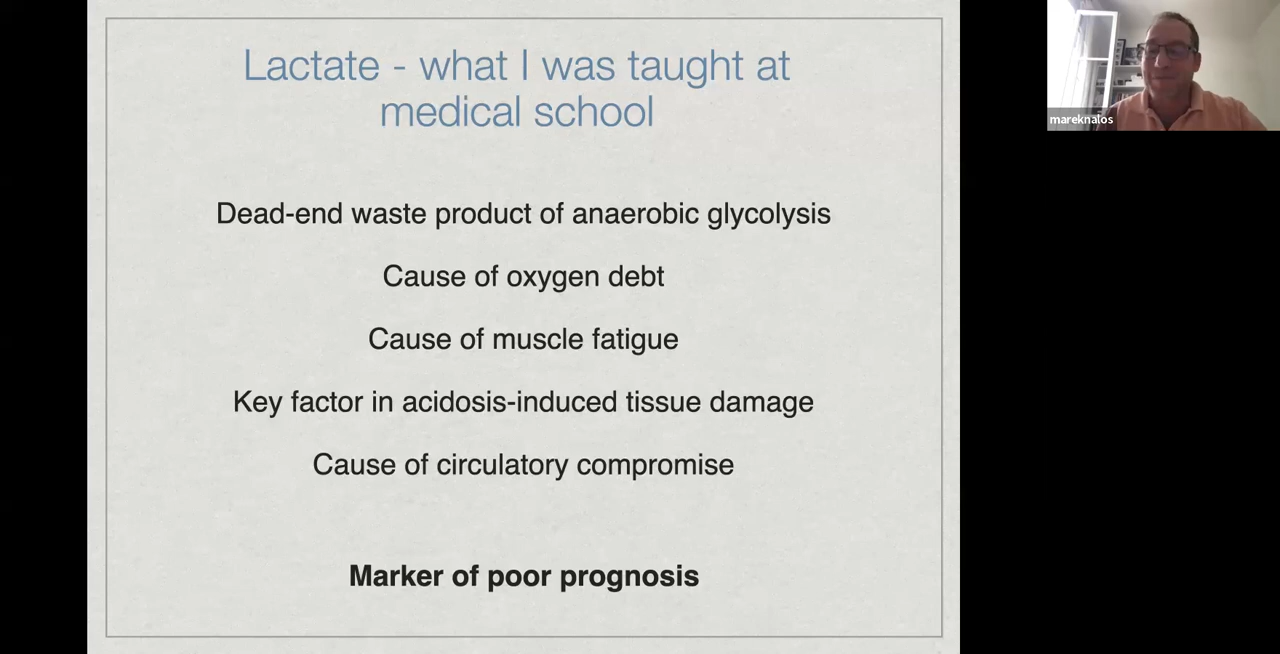 Lactate - what I was taught at
medical school
Dead-end waste product of anaerobic glycolysis
Cause of oxygen debt
Cause of muscle fatigue
Key factor in acidosis-induced tissue damage
Cause of circulatory compromise
Marker of poor prognosis
mareknalos